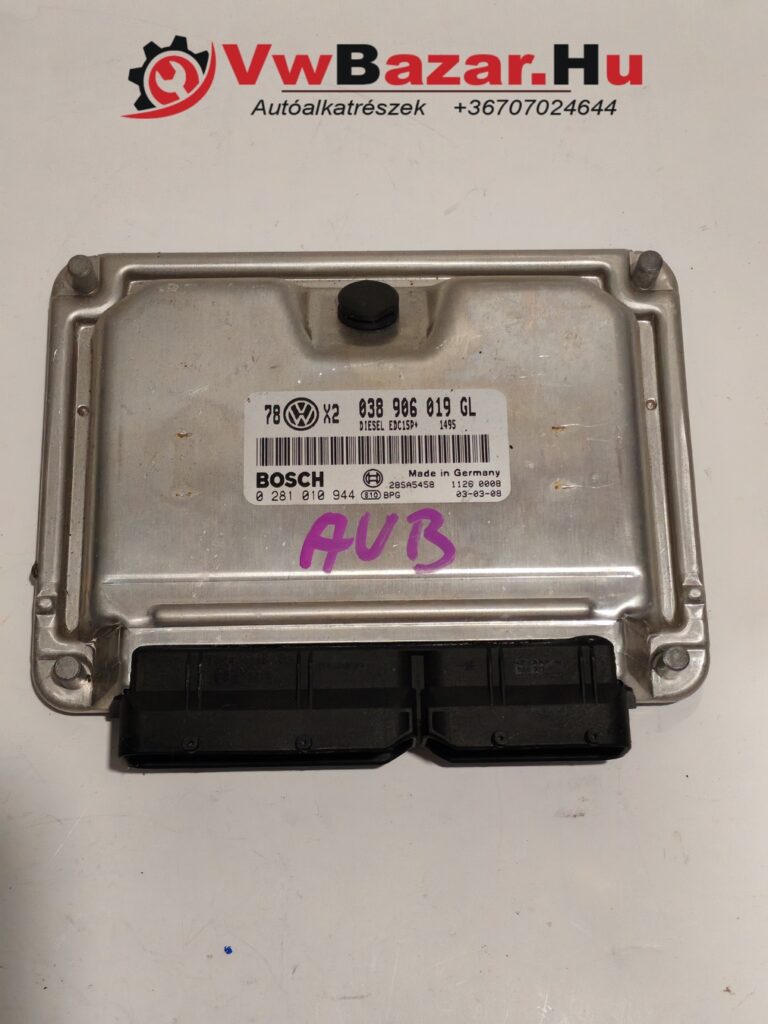 VwBazar.Hu
Autóalkatrészek +36707024644
78 X2 038 906 019 GL
DIESEL EDC15P+ 1495
BOSCH Made in Germany
28SA5458 1126 0008
0 281 010 944 810 BPG 03-03-08
AVB